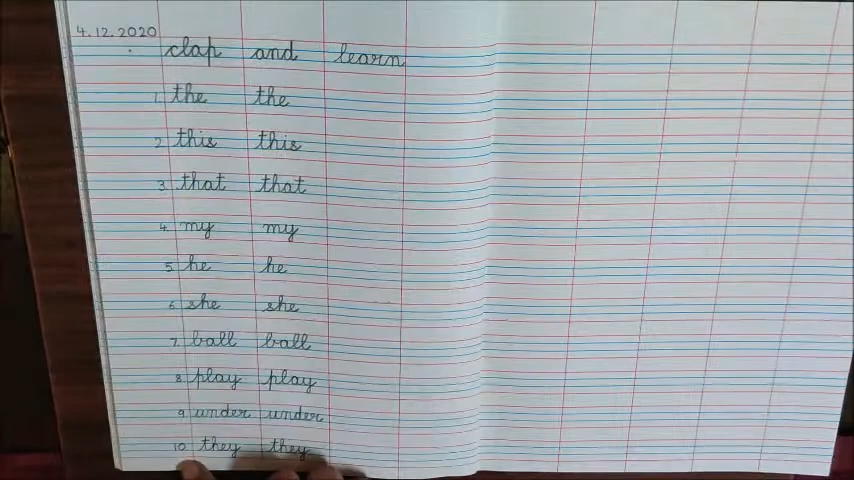 4.12.2020
clap and learn
1. the the
2. this this
3. that that
4. my my
5. he he
6. she she
7. ball ball
8. play play
9. under under
10 they they